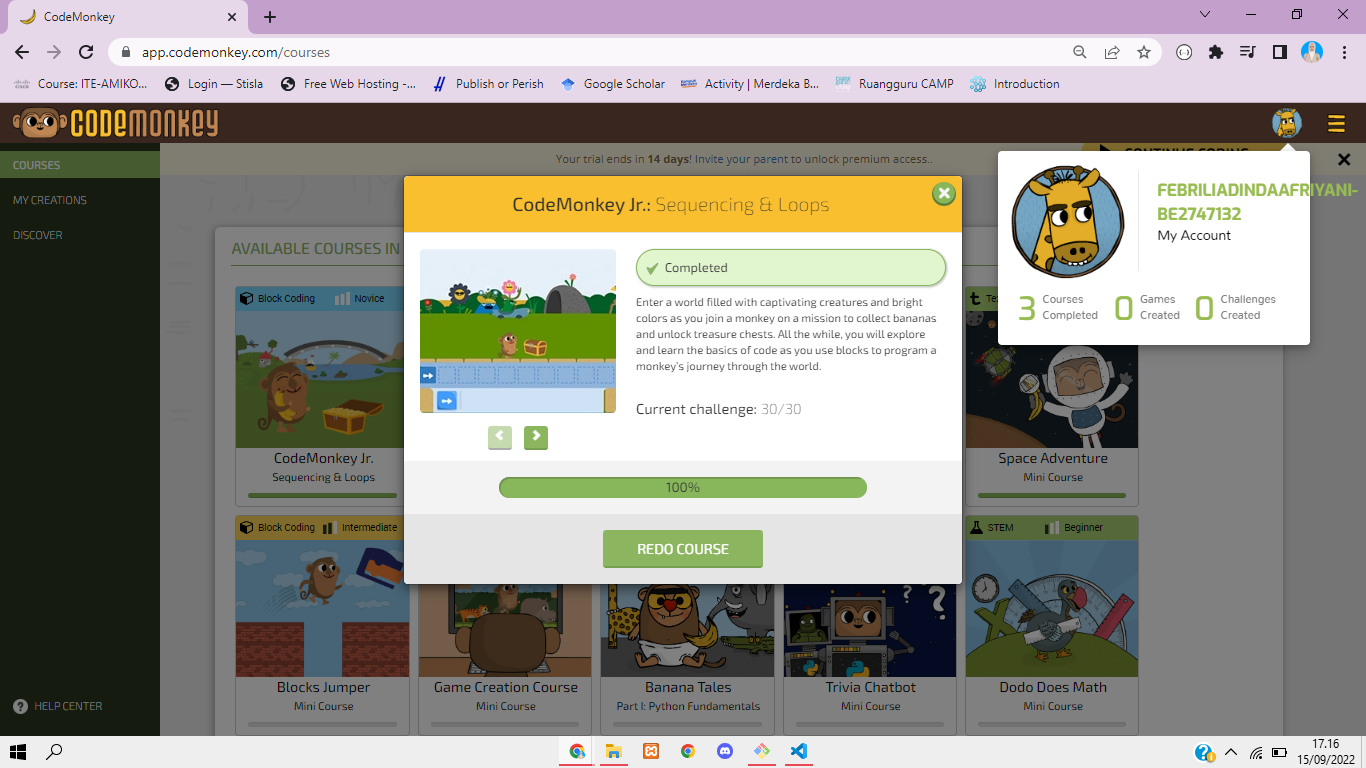 CodeMonkey
app.codemonkey.com/courses
Course: ITE-AMIKO...
Login — Stisla
Free Web Hosting -...
Publish or Perish
Google Scholar
Activity | Merdeka B...
Ruangguru CAMP
Introduction
CODEMONKEY
COURSES
MY CREATIONS
DISCOVER
HELP CENTER
Your trial ends in 14 days! Invite your parent to unlock premium access..
FEBRILIADINDAAFRIYANI-
BE2747132
My Account
3 Courses Completed
0 Games Created
0 Challenges Created
AVAILABLE COURSES IN
CodeMonkey Jr.: Sequencing & Loops
Completed
Enter a world filled with captivating creatures and bright
colors as you join a monkey on a mission to collect bananas
and unlock treasure chests. All the while, you will explore
and learn the basics of code as you use blocks to program a
monkey's journey through the world.
Current challenge: 30/30
100%
REDO COURSE
Block Coding Novice
CodeMonkey Jr.
Sequencing & Loops
Space Adventure
Mini Course
Block Coding Intermediate
STEM Beginner
Blocks Jumper
Mini Course
Game Creation Course
Mini Course
Banana Tales
Part I: Python Fundamentals
Trivia Chatbot
Mini Course
Dodo Does Math
Mini Course
17.16
15/09/2022